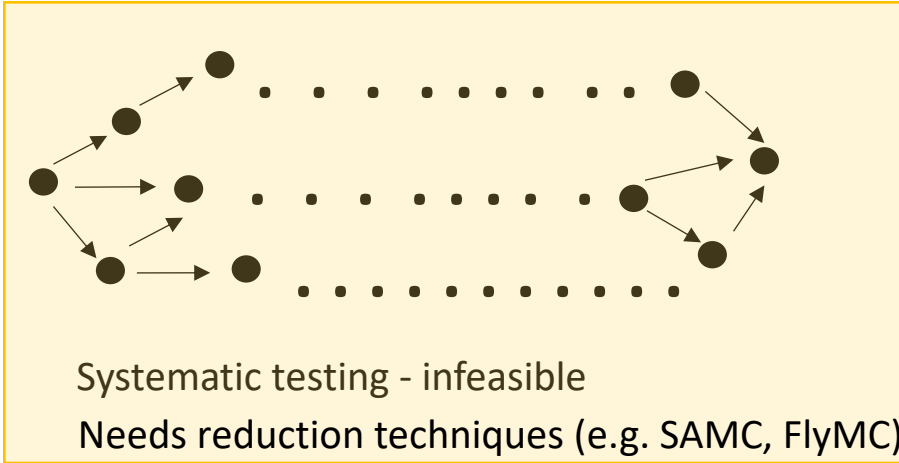 Systematic testing - infeasible
Needs reduction techniques (e.g. SAMC, FlyMC)